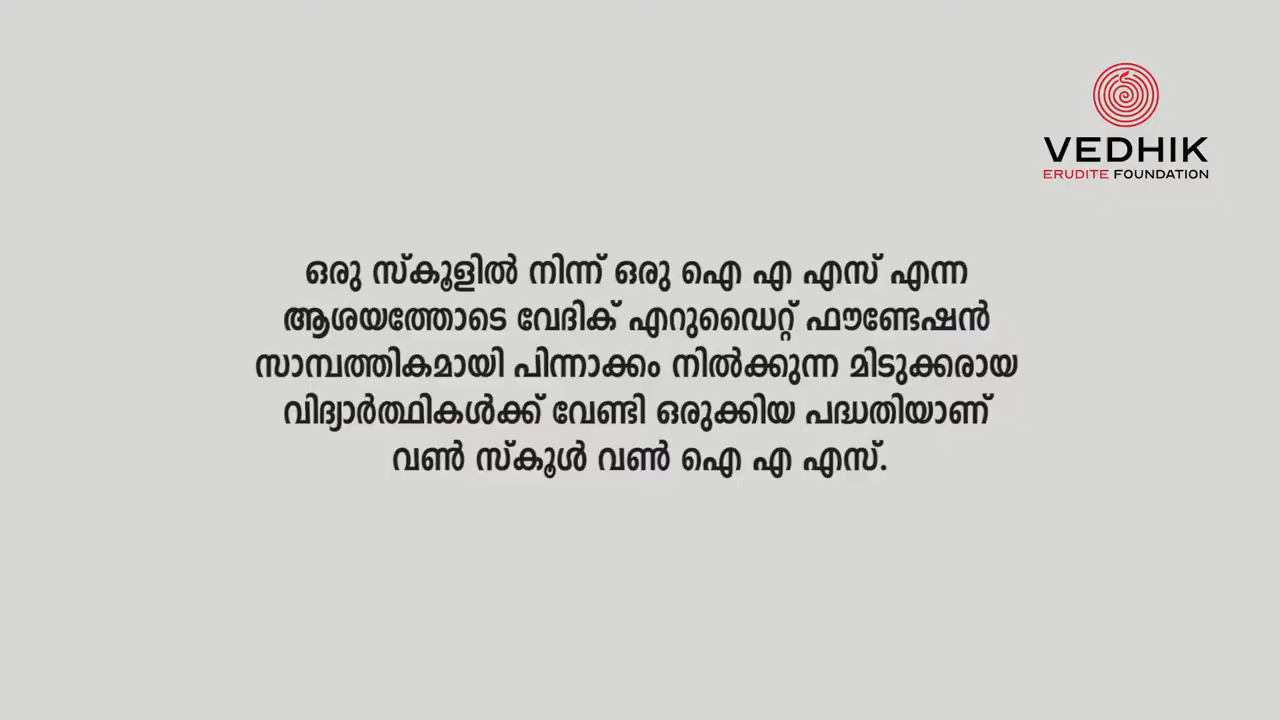 VEDHIK
ERUDITE FOUNDATION
ഒരു സ്കൂളിൽ നിന്ന് ഒരു ഐ എ എസ് എന്ന
ആശയത്തോടെ വേദിക് എറുഡൈറ്റ് ഫൗണ്ടേഷൻ
സാമ്പത്തികമായി പിന്നാക്കം നിൽക്കുന്ന മിടുക്കരായ
വിദ്യാർത്ഥികൾക്ക് വേണ്ടി ഒരുക്കിയ പദ്ധതിയാണ്
വൺ സ്കൂൾ വൺ ഐ എ എസ്.